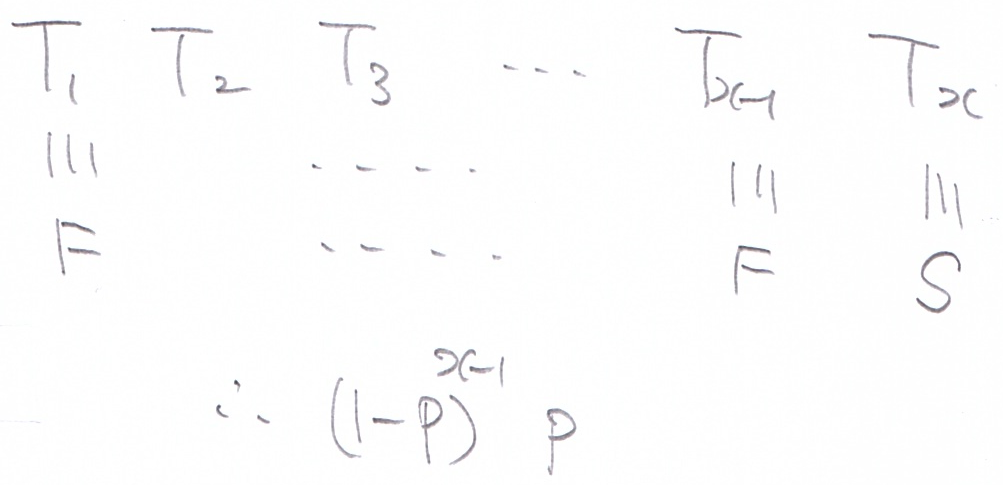 T₁ T₂ T₃ --- Tₓ₋₁ Tₓ
||| - - - - ||| |||
F - - - - F S
∴ (1-p)ˣ⁻¹ p